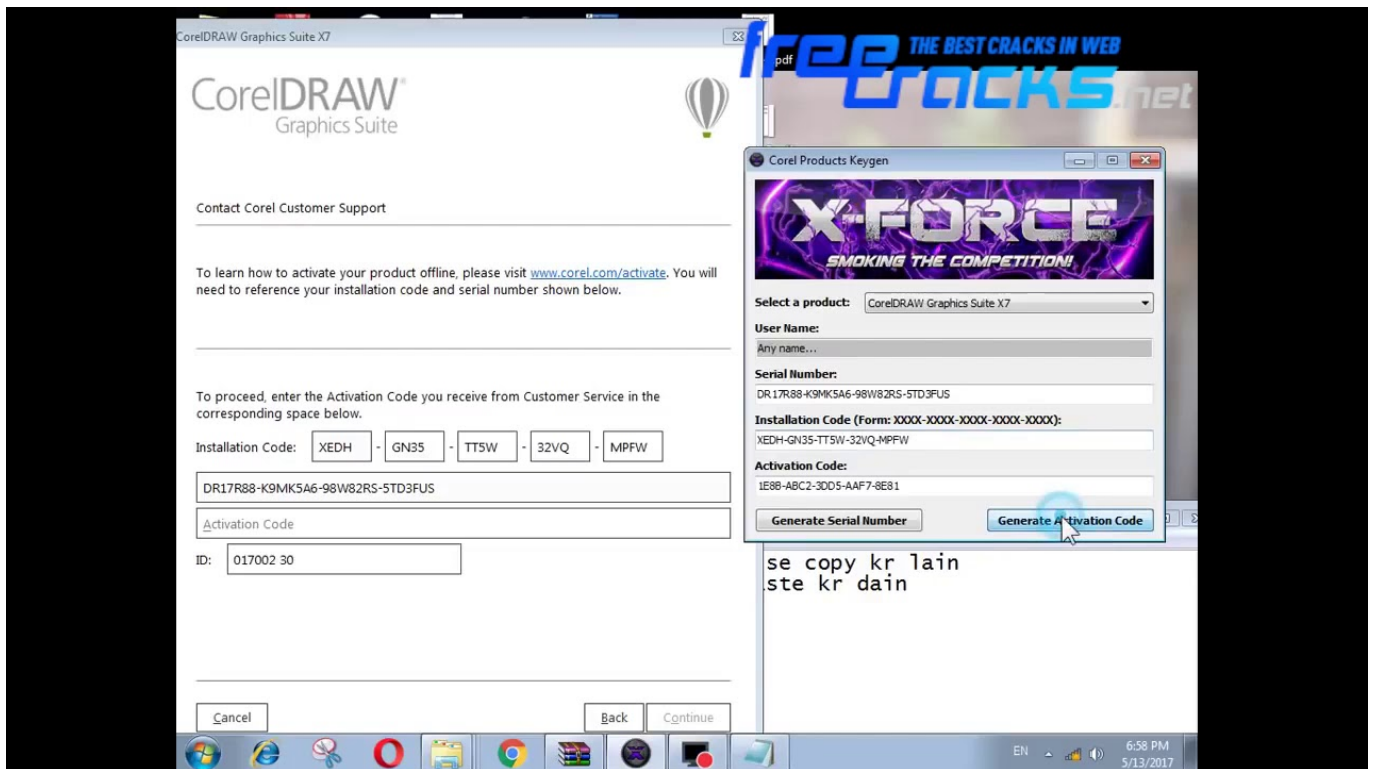 CorelDRAW Graphics Suite X7
CorelDRAW®
Graphics Suite
Contact Corel Customer Support
To learn how to activate your product offline, please visit www.corel.com/activate. You will
need to reference your installation code and serial number shown below.
To proceed, enter the Activation Code you receive from Customer Service in the
corresponding space below.
Installation Code: XEDH - GN35 - TT5W - 32VQ - MPFW
DR17R88-K9MK5A6-98W82RS-5TD3FUS
Activation Code
ID: 017002 30
Cancel Back Continue
free THE BEST CRACKS IN WEB
cracks.net
pdf
Corel Products Keygen
X-FORCE
SMOKING THE COMPETITION!
Select a product: CorelDRAW Graphics Suite X7
User Name:
Any name...
Serial Number:
DR17R88-K9MK5A6-98W82RS-5TD3FUS
Installation Code (Form: XXXX-XXXX-XXXX-XXXX-XXXX):
XEDH-GN35-TT5W-32VQ-MPFW
Activation Code:
1E8B-ABC2-3DD5-AAF7-8E81
Generate Serial Number Generate Activation Code
se copy kr lain
ste kr dain
EN 6:58 PM
5/13/2017